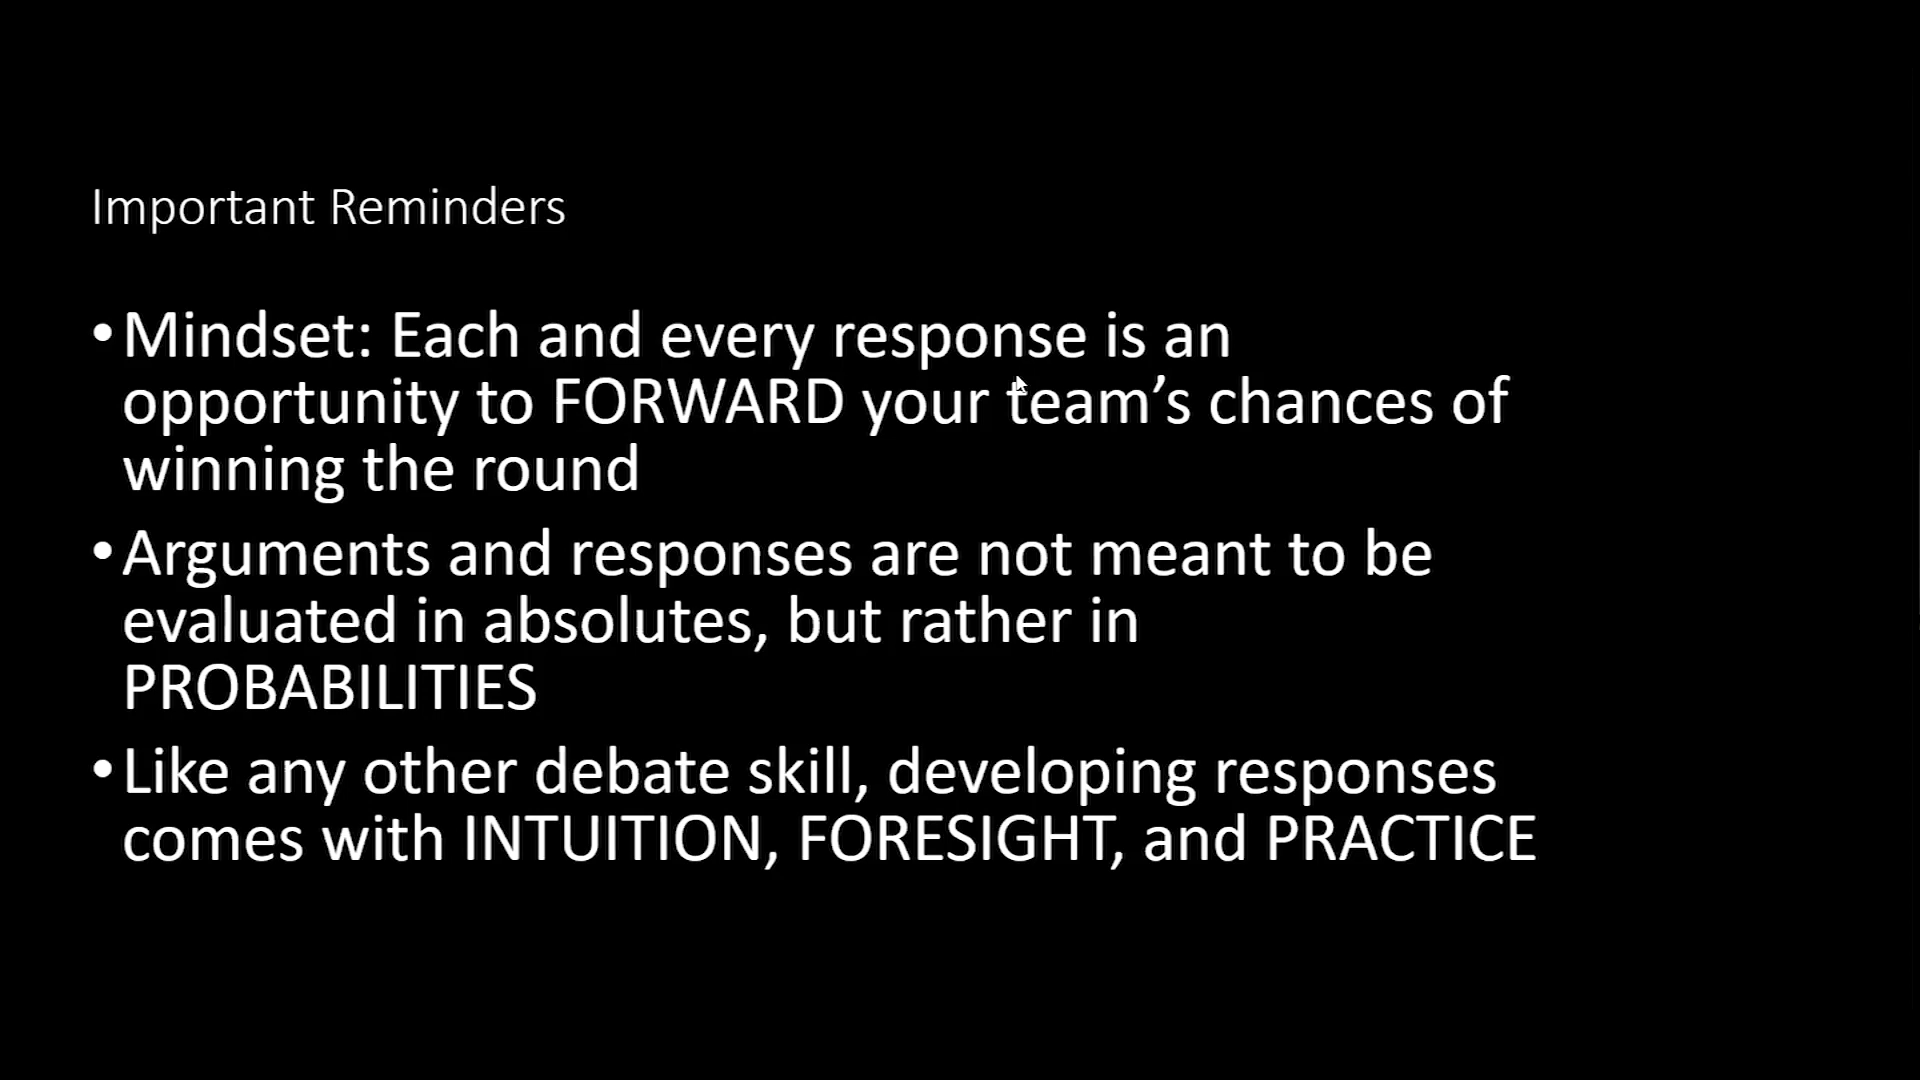 Important Reminders
•Mindset: Each and every response is an
opportunity to FORWARD your team’s chances of
winning the round
•Arguments and responses are not meant to be
evaluated in absolutes, but rather in
PROBABILITIES
•Like any other debate skill, developing responses
comes with INTUITION, FORESIGHT, and PRACTICE